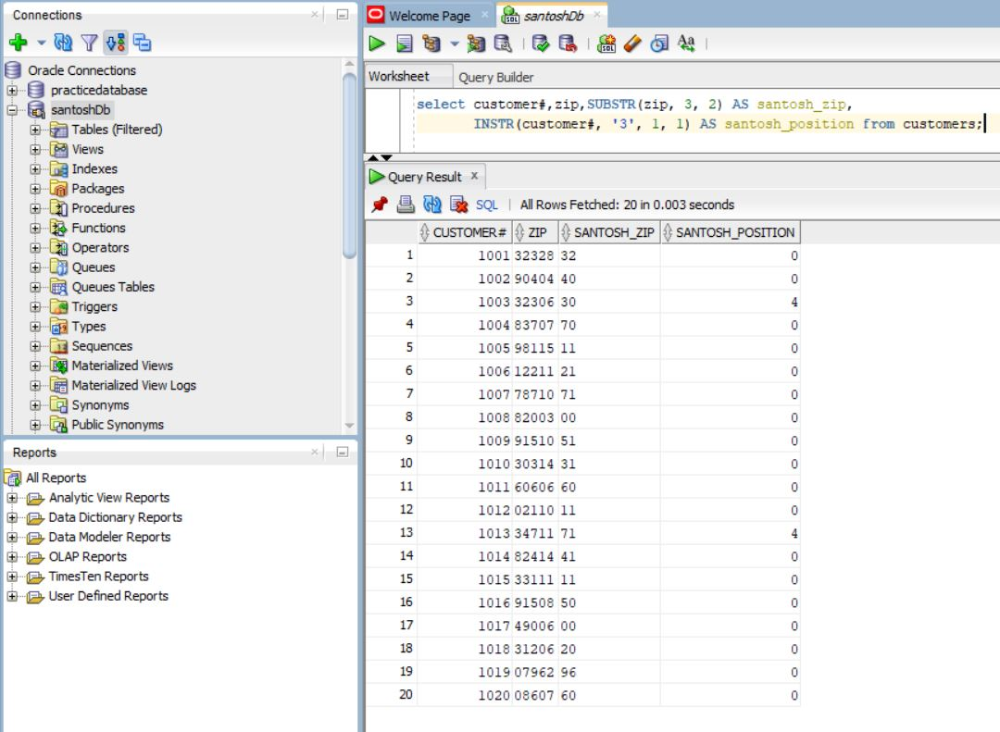 Connections
Oracle Connections
practicedatabase
santoshDb
Tables (Filtered)
Views
Indexes
Packages
Procedures
Functions
Operators
Queues
Queues Tables
Triggers
Types
Sequences
Materialized Views
Materialized View Logs
Synonyms
Public Synonyms
Reports
All Reports
Analytic View Reports
Data Dictionary Reports
Data Modeler Reports
OLAP Reports
TimesTen Reports
User Defined Reports
Welcome Page santoshDb
Worksheet Query Builder
select customer#,zip,SUBSTR(zip, 3, 2) AS santosh_zip,
INSTR(customer#, '3', 1, 1) AS santosh_position from customers;
Query Result x
SQL | All Rows Fetched: 20 in 0.003 seconds
CUSTOMER# ZIP SANTOSH_ZIP SANTOSH_POSITION
1 1001 32328 32 0
2 1002 90404 40 0
3 1003 32306 30 4
4 1004 83707 70 0
5 1005 98115 11 0
6 1006 12211 21 0
7 1007 78710 71 0
8 1008 82003 00 0
9 1009 91510 51 0
10 1010 30314 31 0
11 1011 60606 60 0
12 1012 02110 11 0
13 1013 34711 71 4
14 1014 82414 41 0
15 1015 33111 11 0
16 1016 91508 50 0
17 1017 49006 00 0
18 1018 31206 20 0
19 1019 07962 96 0
20 1020 08607 60 0